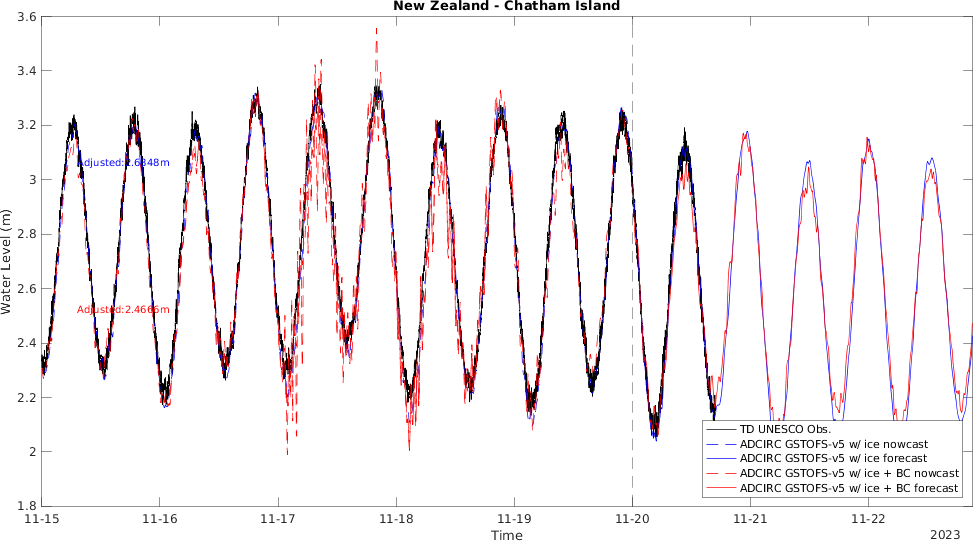 New Zealand - Chatham Island
3.6
3.4
3.2
3
2.8
2.6
2.4
2.2
2
1.8
Water Level (m)
Adjusted:2.6848m
Adjusted:2.4666m
TD UNESCO Obs.
ADCIRC GSTOFS-v5 w/ ice nowcast
ADCIRC GSTOFS-v5 w/ ice forecast
ADCIRC GSTOFS-v5 w/ ice + BC nowcast
ADCIRC GSTOFS-v5 w/ ice + BC forecast
11-15 11-16 11-17 11-18 11-19 11-20 11-21 11-22
Time
2023